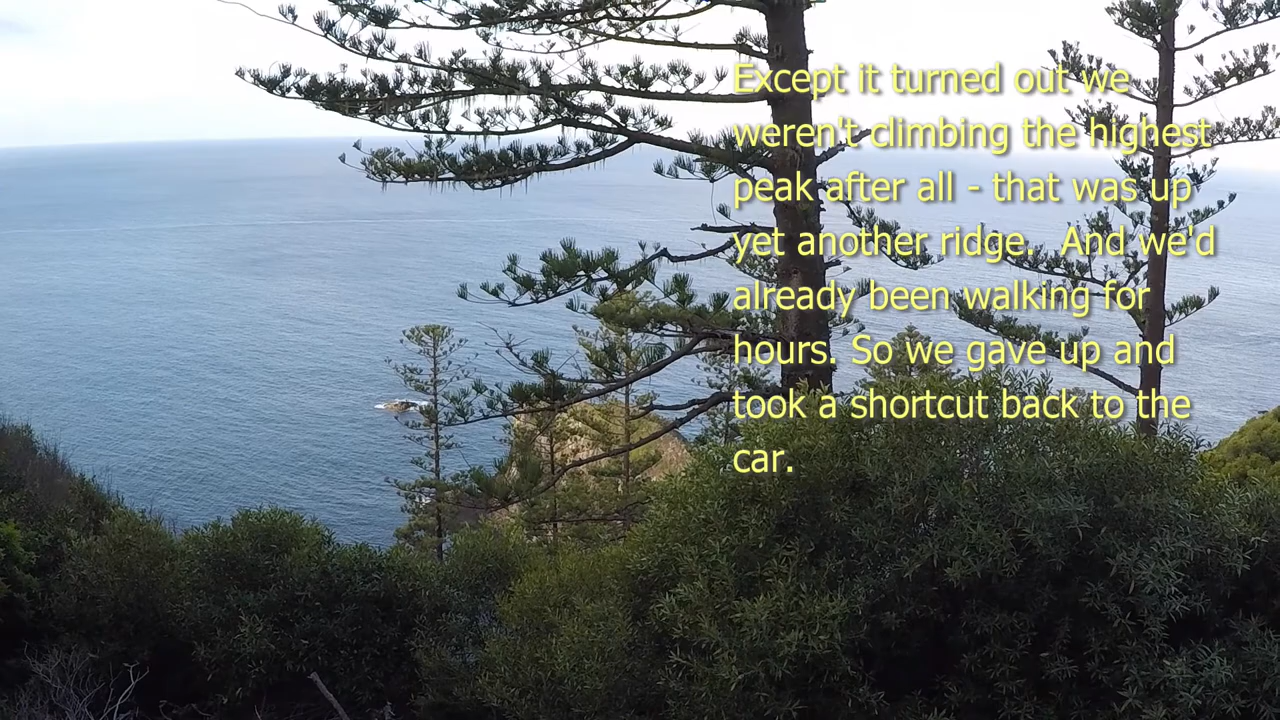 Except it turned out we
weren't climbing the highest
peak after all - that was up
yet another ridge.  And we'd
already been walking for
hours. So we gave up and
took a shortcut back to the
car.